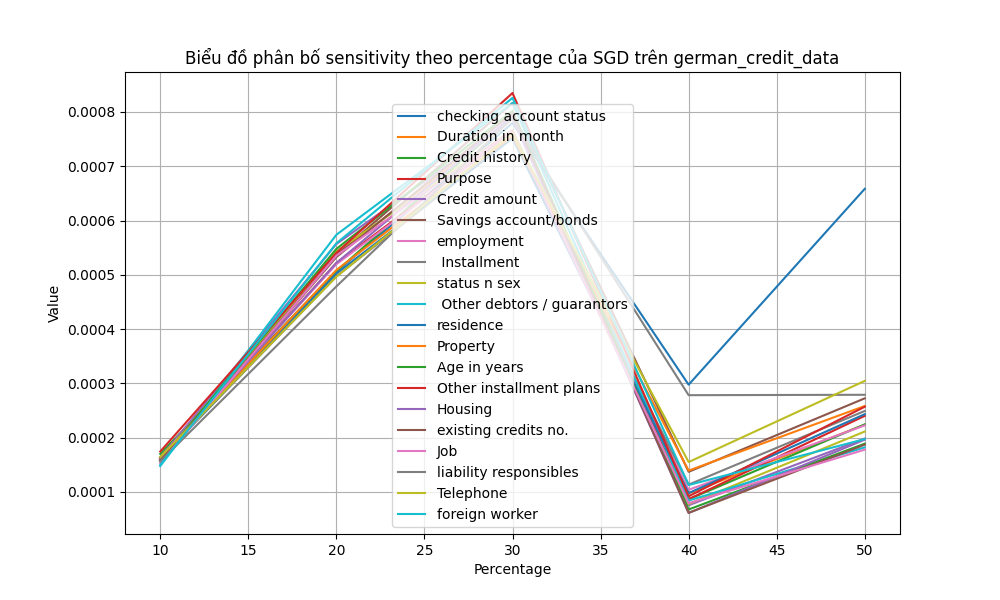 Biểu đồ phân bố sensitivity theo percentage của SGD trên german_credit_data
0.0008
0.0007
0.0006
0.0005
0.0004
0.0003
0.0002
0.0001
Value
checking account status
Duration in month
Credit history
Purpose
Credit amount
Savings account/bonds
employment
Installment
status n sex
Other debtors / guarantors
residence
Property
Age in years
Other installment plans
Housing
existing credits no.
Job
liability responsibles
Telephone
foreign worker
10 15 20 25 30 35 40 45 50
Percentage